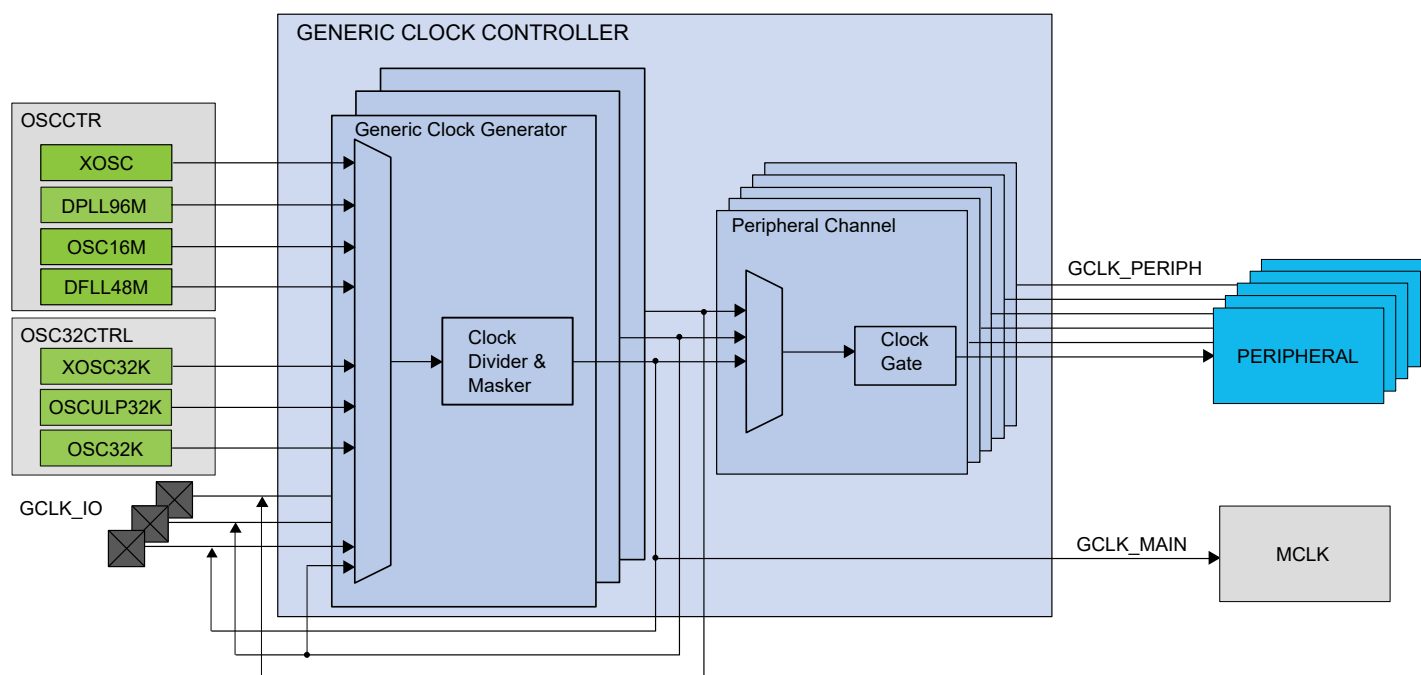 GENERIC CLOCK CONTROLLER
OSCCTR
XOSC
DPLL96M
OSC16M
DFLL48M
OSC32CTRL
XOSC32K
OSCULP32K
OSC32K
GCLK_IO
Generic Clock Generator
Clock
Divider &
Masker
Peripheral Channel
Clock
Gate
GCLK_PERIPH
PERIPHERAL
GCLK_MAIN
MCLK